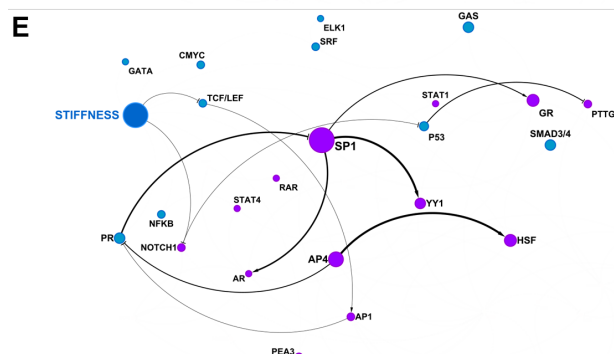 E
ELK1
GAS
SRF
CMYC
GATA
TCF/LEF
STAT1
STIFFNESS
GR
PTTG
P53
SP1
SMAD3/4
RAR
STAT4
YY1
NFKB
PR
NOTCH1
HSF
AP4
AR
AP1
PEA3